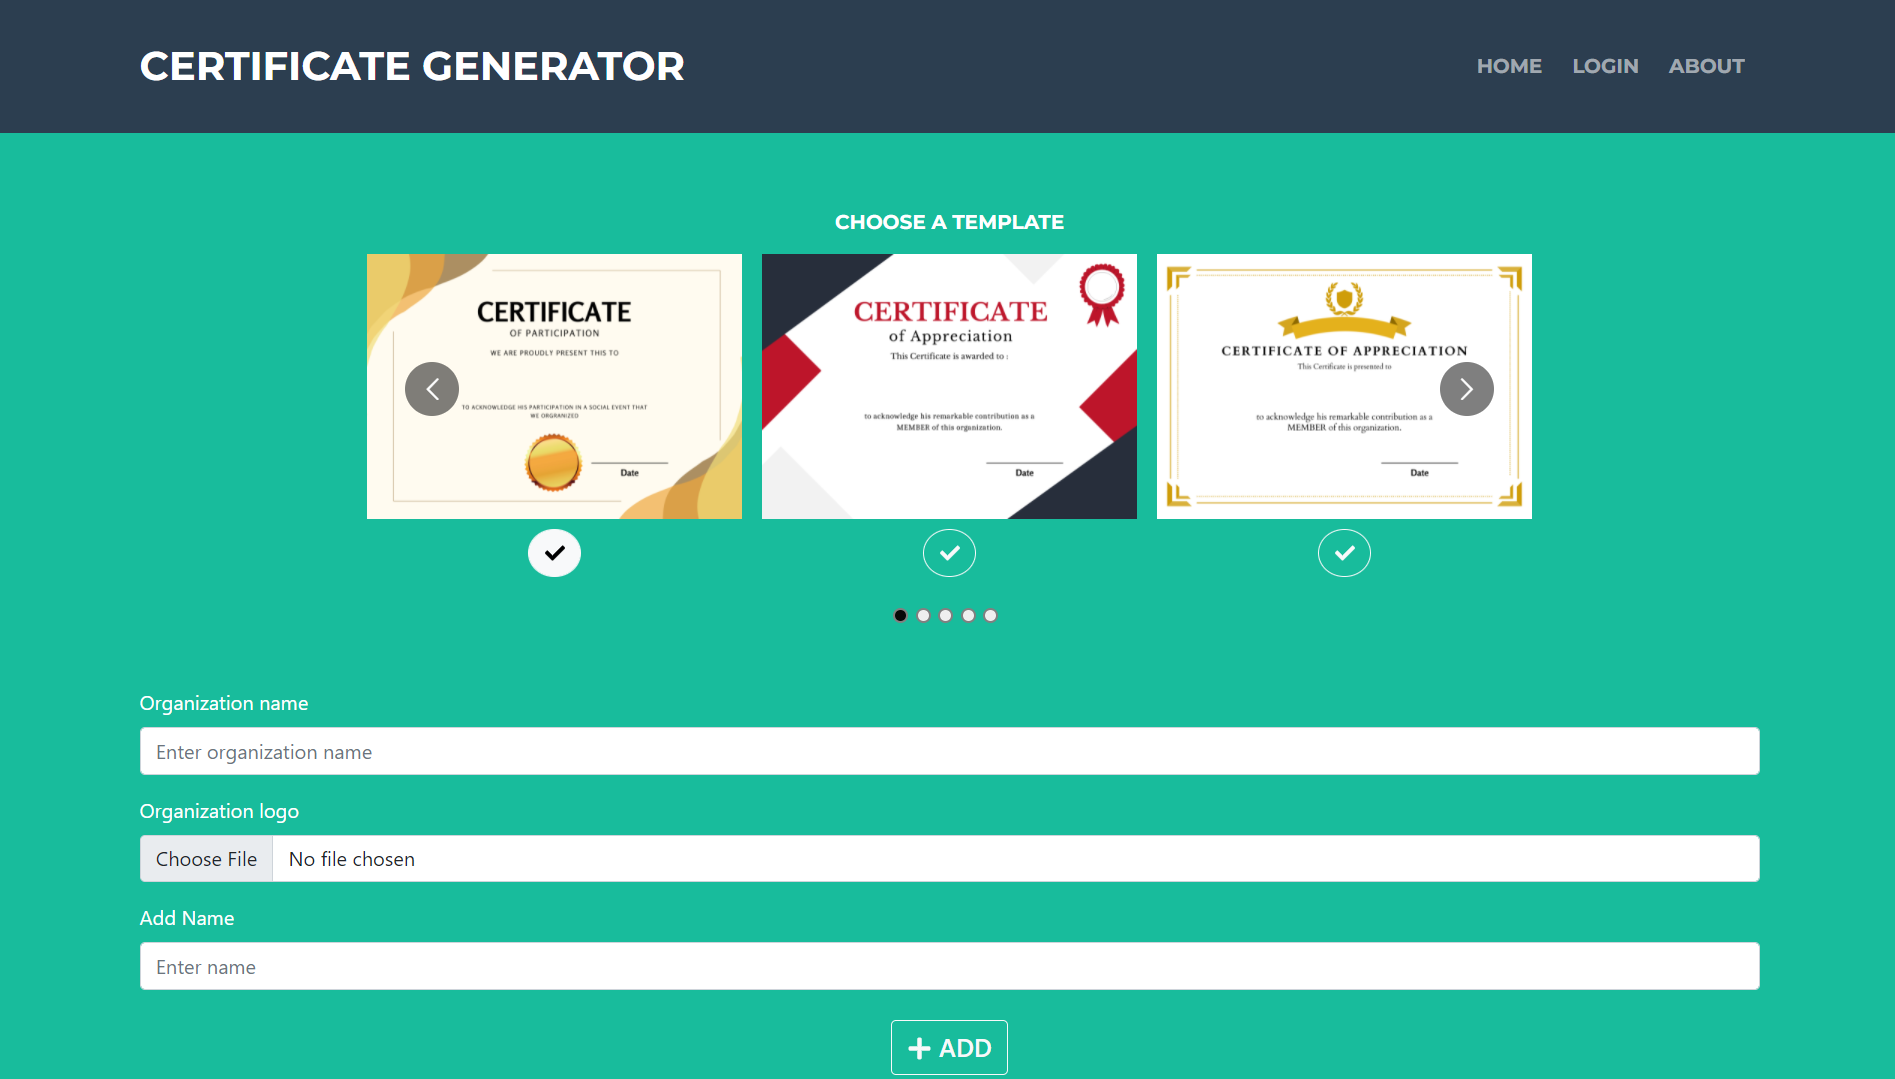 CERTIFICATE GENERATOR
HOME LOGIN ABOUT
CHOOSE A TEMPLATE
CERTIFICATE
OF PARTICIPATION
WE ARE PROUDLY PRESENT THIS TO
TO ACKNOWLEDGE HIS PARTICIPATION IN A SOCIAL EVENT THAT
WE ORGRANIZED
Date
CERTIFICATE
of Appreciation
This Certificate is awarded to :
to acknowledge his remarkable contribution as a
MEMBER of this organization.
Date
CERTIFICATE OF APPRECIATION
This Certificate is presented to
to acknowledge his remarkable contribution as a
MEMBER of this organization.
Date
Organization name
Enter organization name
Organization logo
Choose File No file chosen
Add Name
Enter name
ADD